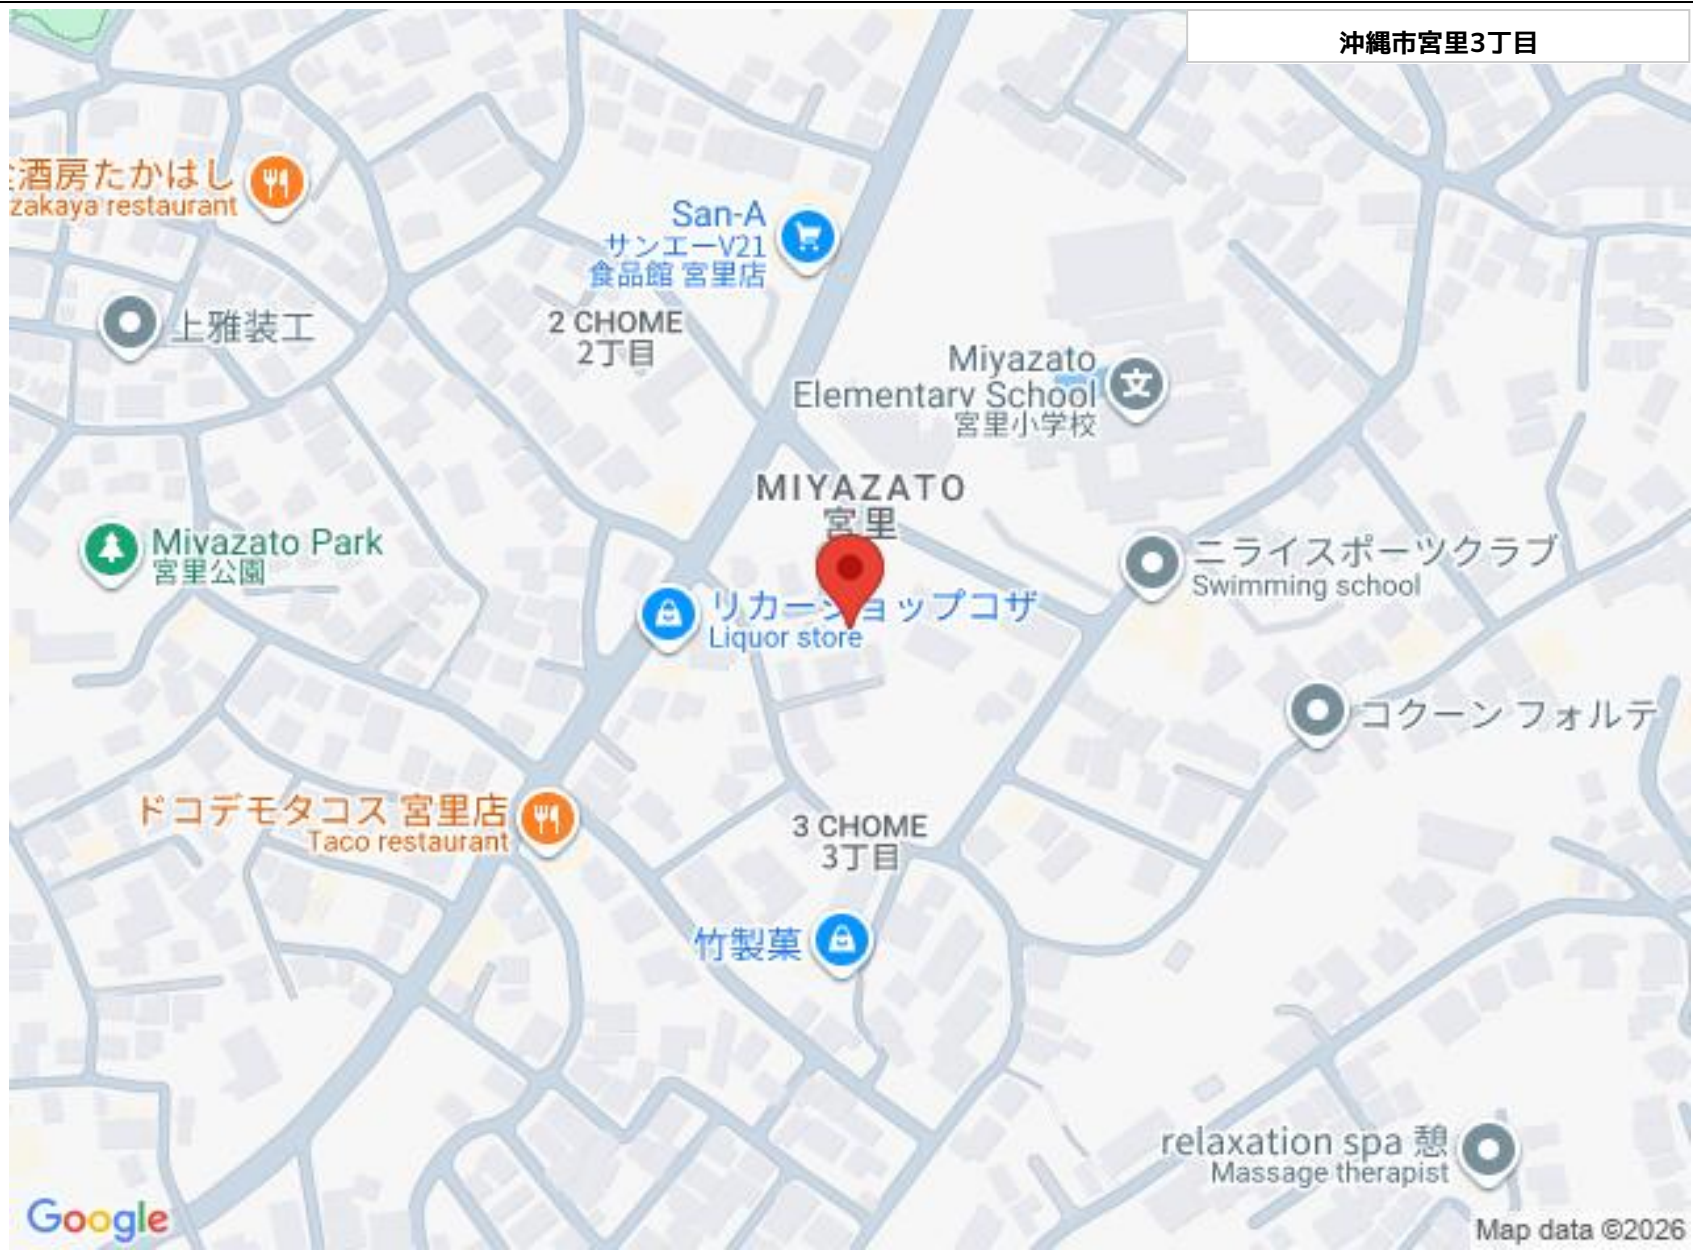 沖縄市宮里3丁目
酒房たかはし
zakaya restaurant
San-A
サンエーV21
食品館 宮里店
上雅装工
2 CHOME
2丁目
Miyazato
Elementary School
宮里小学校
MIYAZATO
宮里
Miyazato Park
宮里公園
ニライスポーツクラブ
Swimming school
リカーショップコザ
Liquor store
コクーン フォルテ
ドコデモタコス 宮里店
Taco restaurant
3 CHOME
3丁目
竹製菓
relaxation spa 憩
Massage therapist
Google
Map data ©2026